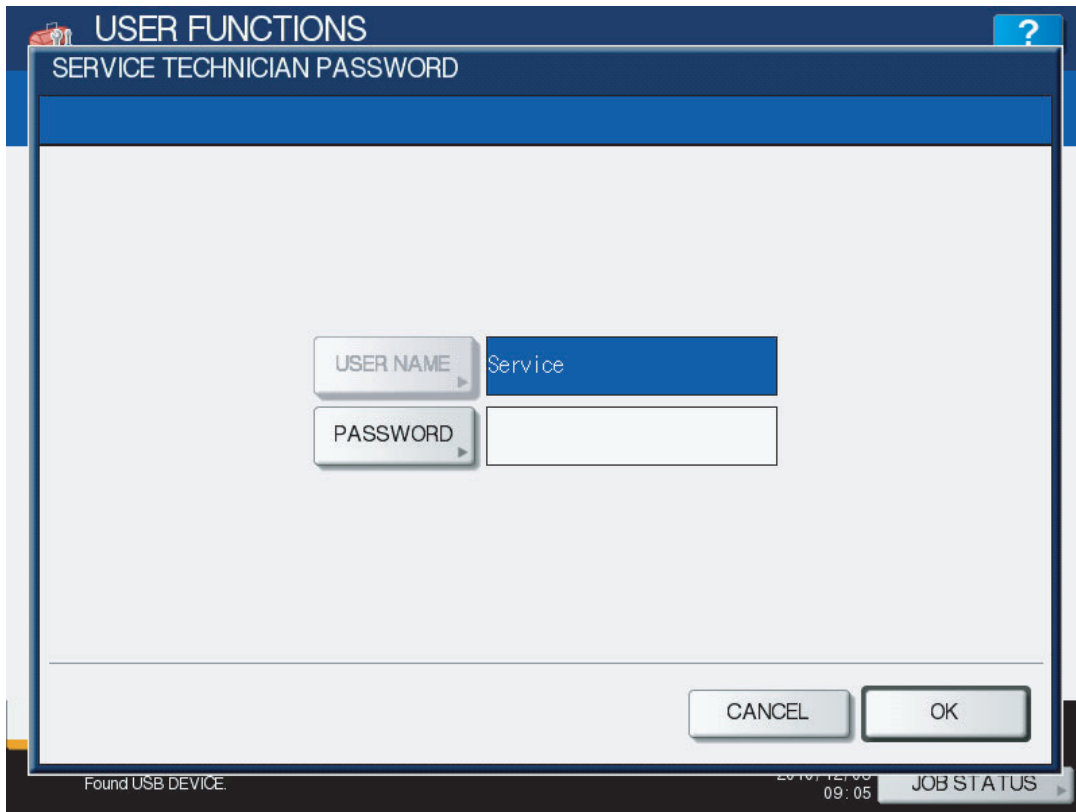 USER FUNCTIONS
?
SERVICE TECHNICIAN PASSWORD
USER NAME
Service
PASSWORD
CANCEL
OK
Found USB DEVICE.
09:05
JOB STATUS